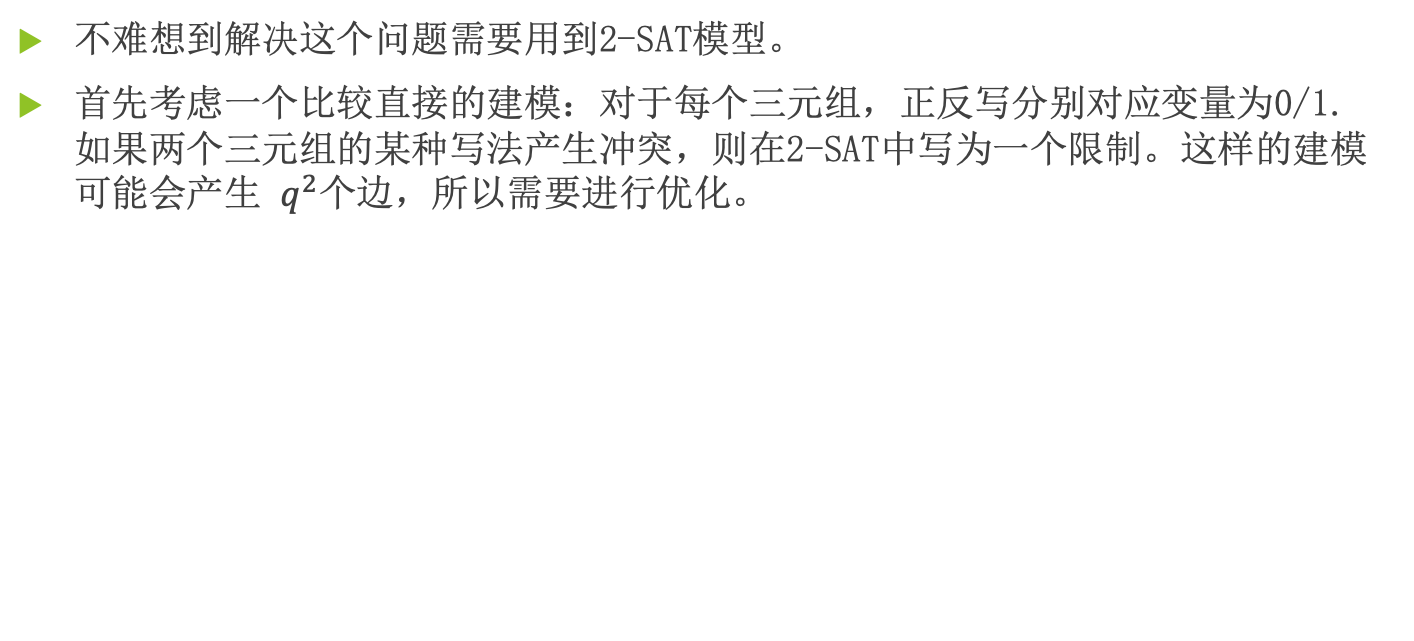 不难想到解决这个问题需要用到2-SAT模型。
首先考虑一个比较直接的建模：对于每个三元组，正反写分别对应变量为0/1.
如果两个三元组的某种写法产生冲突，则在2-SAT中写为一个限制。这样的建模
可能会产生 q²个边，所以需要进行优化。